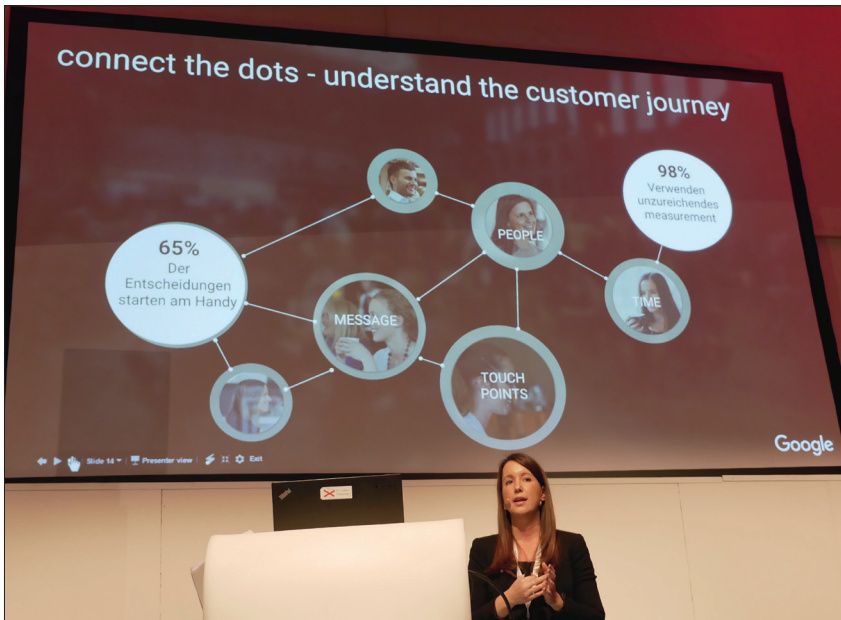 connect the dots - understand the customer journey
98%
Verwenden
unzureichendes
measurement
PEOPLE
65%
Der
Entscheidungen
starten am Handy
TIME
MESSAGE
TOUCH
POINTS
Google
Slide 14
Presenter view
Exit
ThinkPad